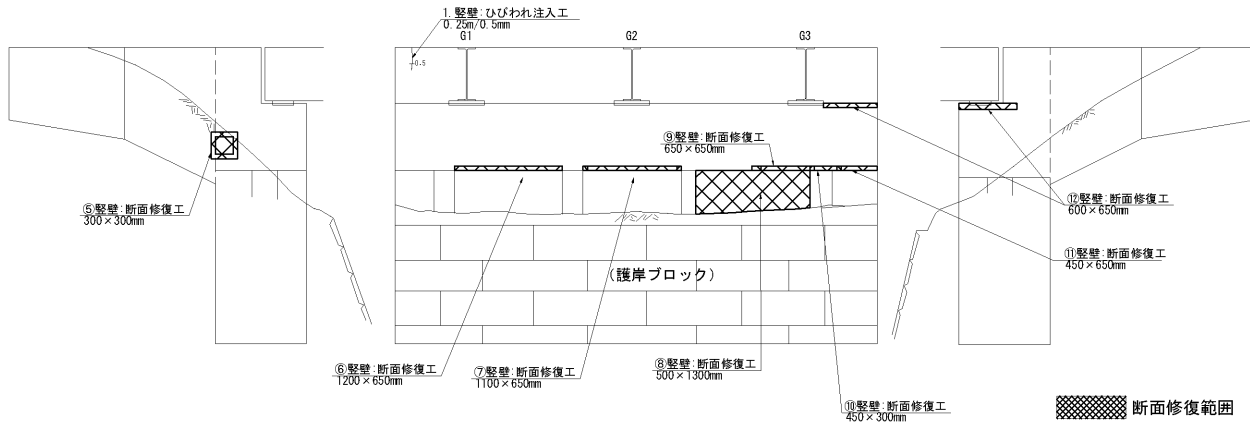 1. 竪壁:ひびわれ注入工
0.25m/0.5mm
G1
G2
G3
0.5
⑨竪壁:断面修復工
650×650mm
⑤竪壁:断面修復工
300×300mm
⑫竪壁:断面修復工
600×650mm
⑪竪壁:断面修復工
450×650mm
(護岸ブロック)
⑥竪壁:断面修復工
1200×650mm
⑦竪壁:断面修復工
1100×650mm
⑧竪壁:断面修復工
500×1300mm
⑩竪壁:断面修復工
450×300mm
断面修復範囲